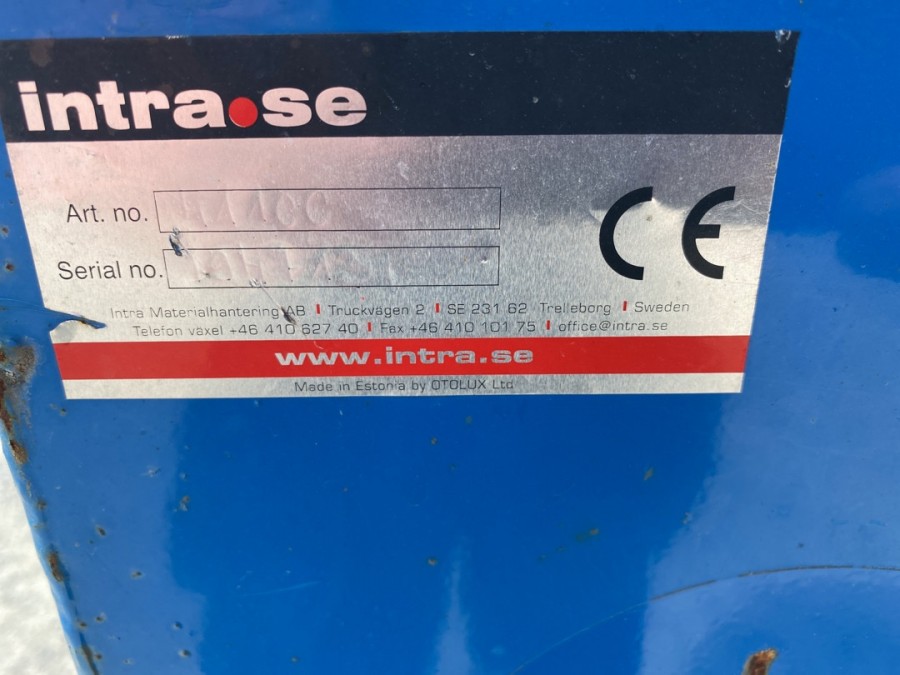 intra.se
Art. no.
Serial no.
Intra Materialhantering AB | Truckvägen 2 | SE 231 62 Trelleborg | Sweden
Telefon växel +46 410 627 40 | Fax +46 410 101 75 | office@intra.se
www.intra.se
Made in Estonia by OTOLUX Ltd
CE